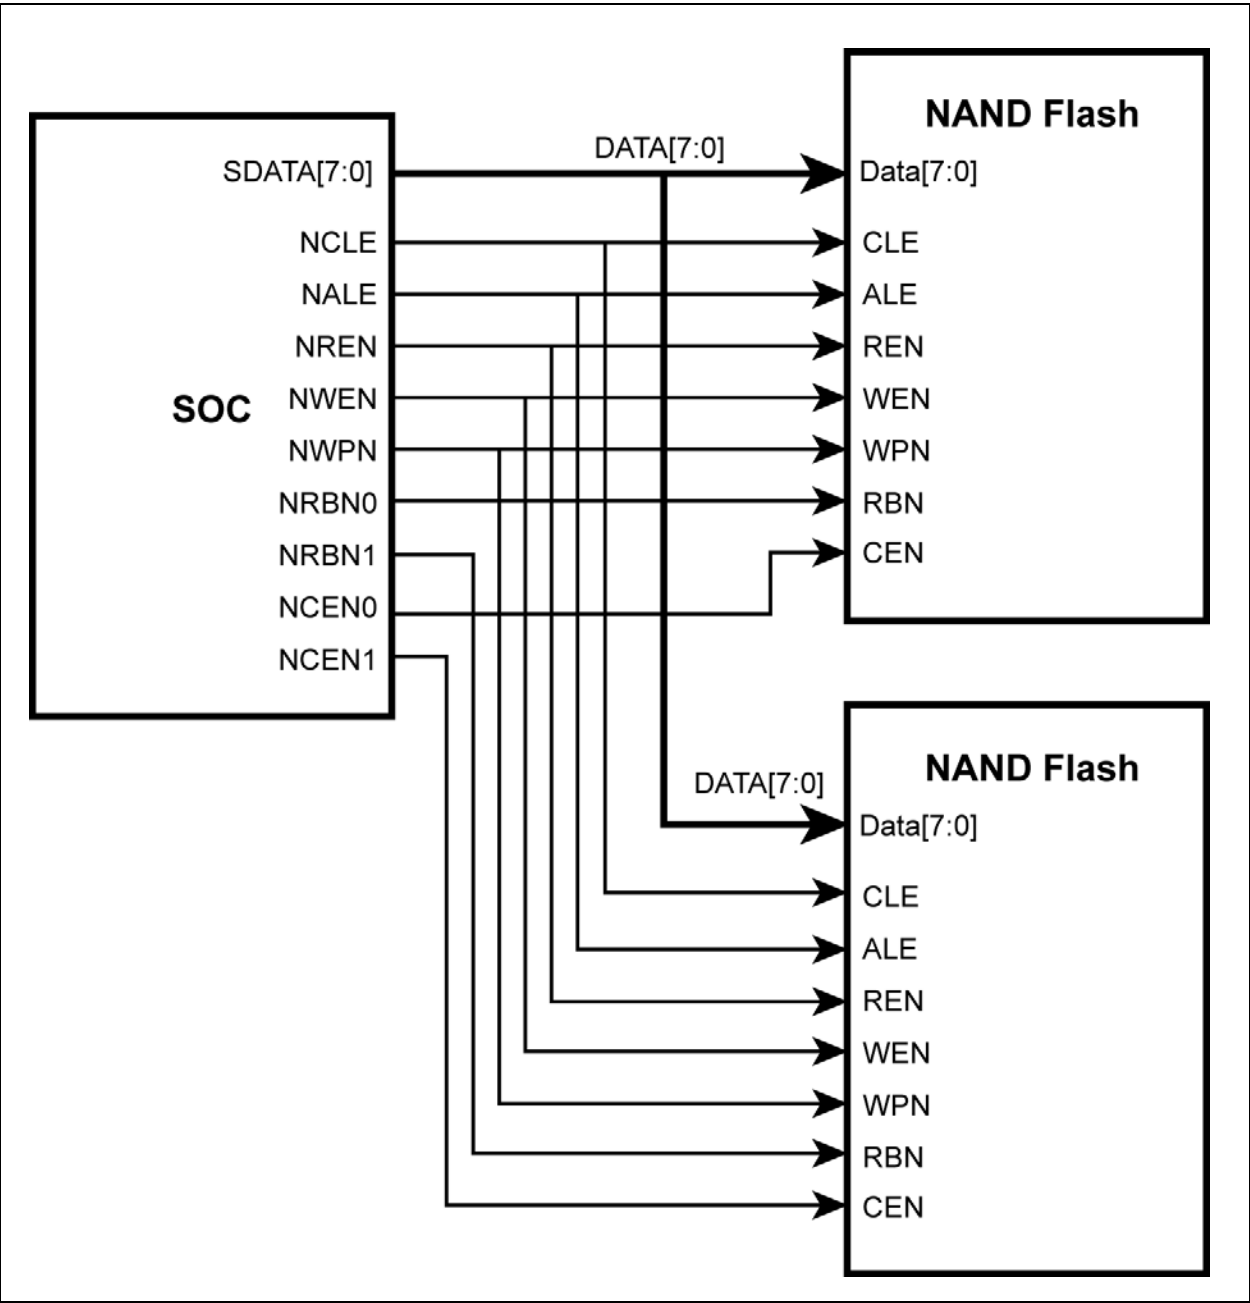 SOC
SDATA[7:0]
NCLE
NALE
NREN
NWEN
NWPN
NRBN0
NRBN1
NCEN0
NCEN1
DATA[7:0]
NAND Flash
Data[7:0]
CLE
ALE
REN
WEN
WPN
RBN
CEN
DATA[7:0]
NAND Flash
Data[7:0]
CLE
ALE
REN
WEN
WPN
RBN
CEN